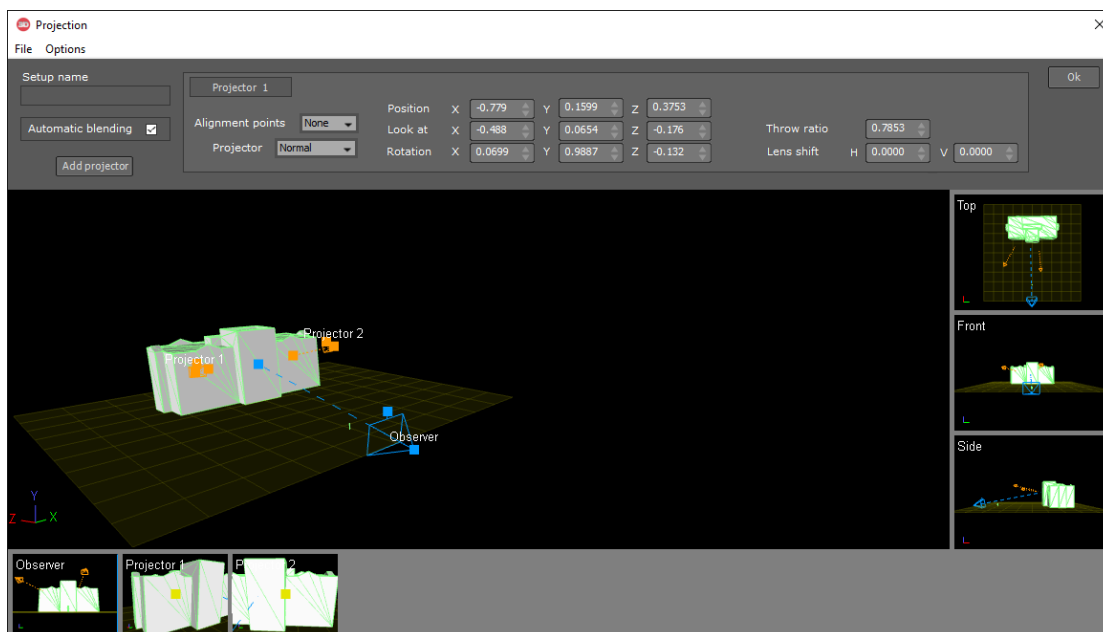 Projection
File Options
Setup name
Automatic blending
Add projector
Projector 1
Alignment points None
Projector Normal
Position X -0.779 Y 0.1599 Z 0.3753
Look at X -0.488 Y 0.0654 Z -0.176
Rotation X 0.0699 Y 0.9887 Z -0.132
Throw ratio 0.7853
Lens shift H 0.0000 V 0.0000
Ok
Projector 1
Projector 2
Observer
Y
Z X
Top
Front
Side
Observer
Projector 1